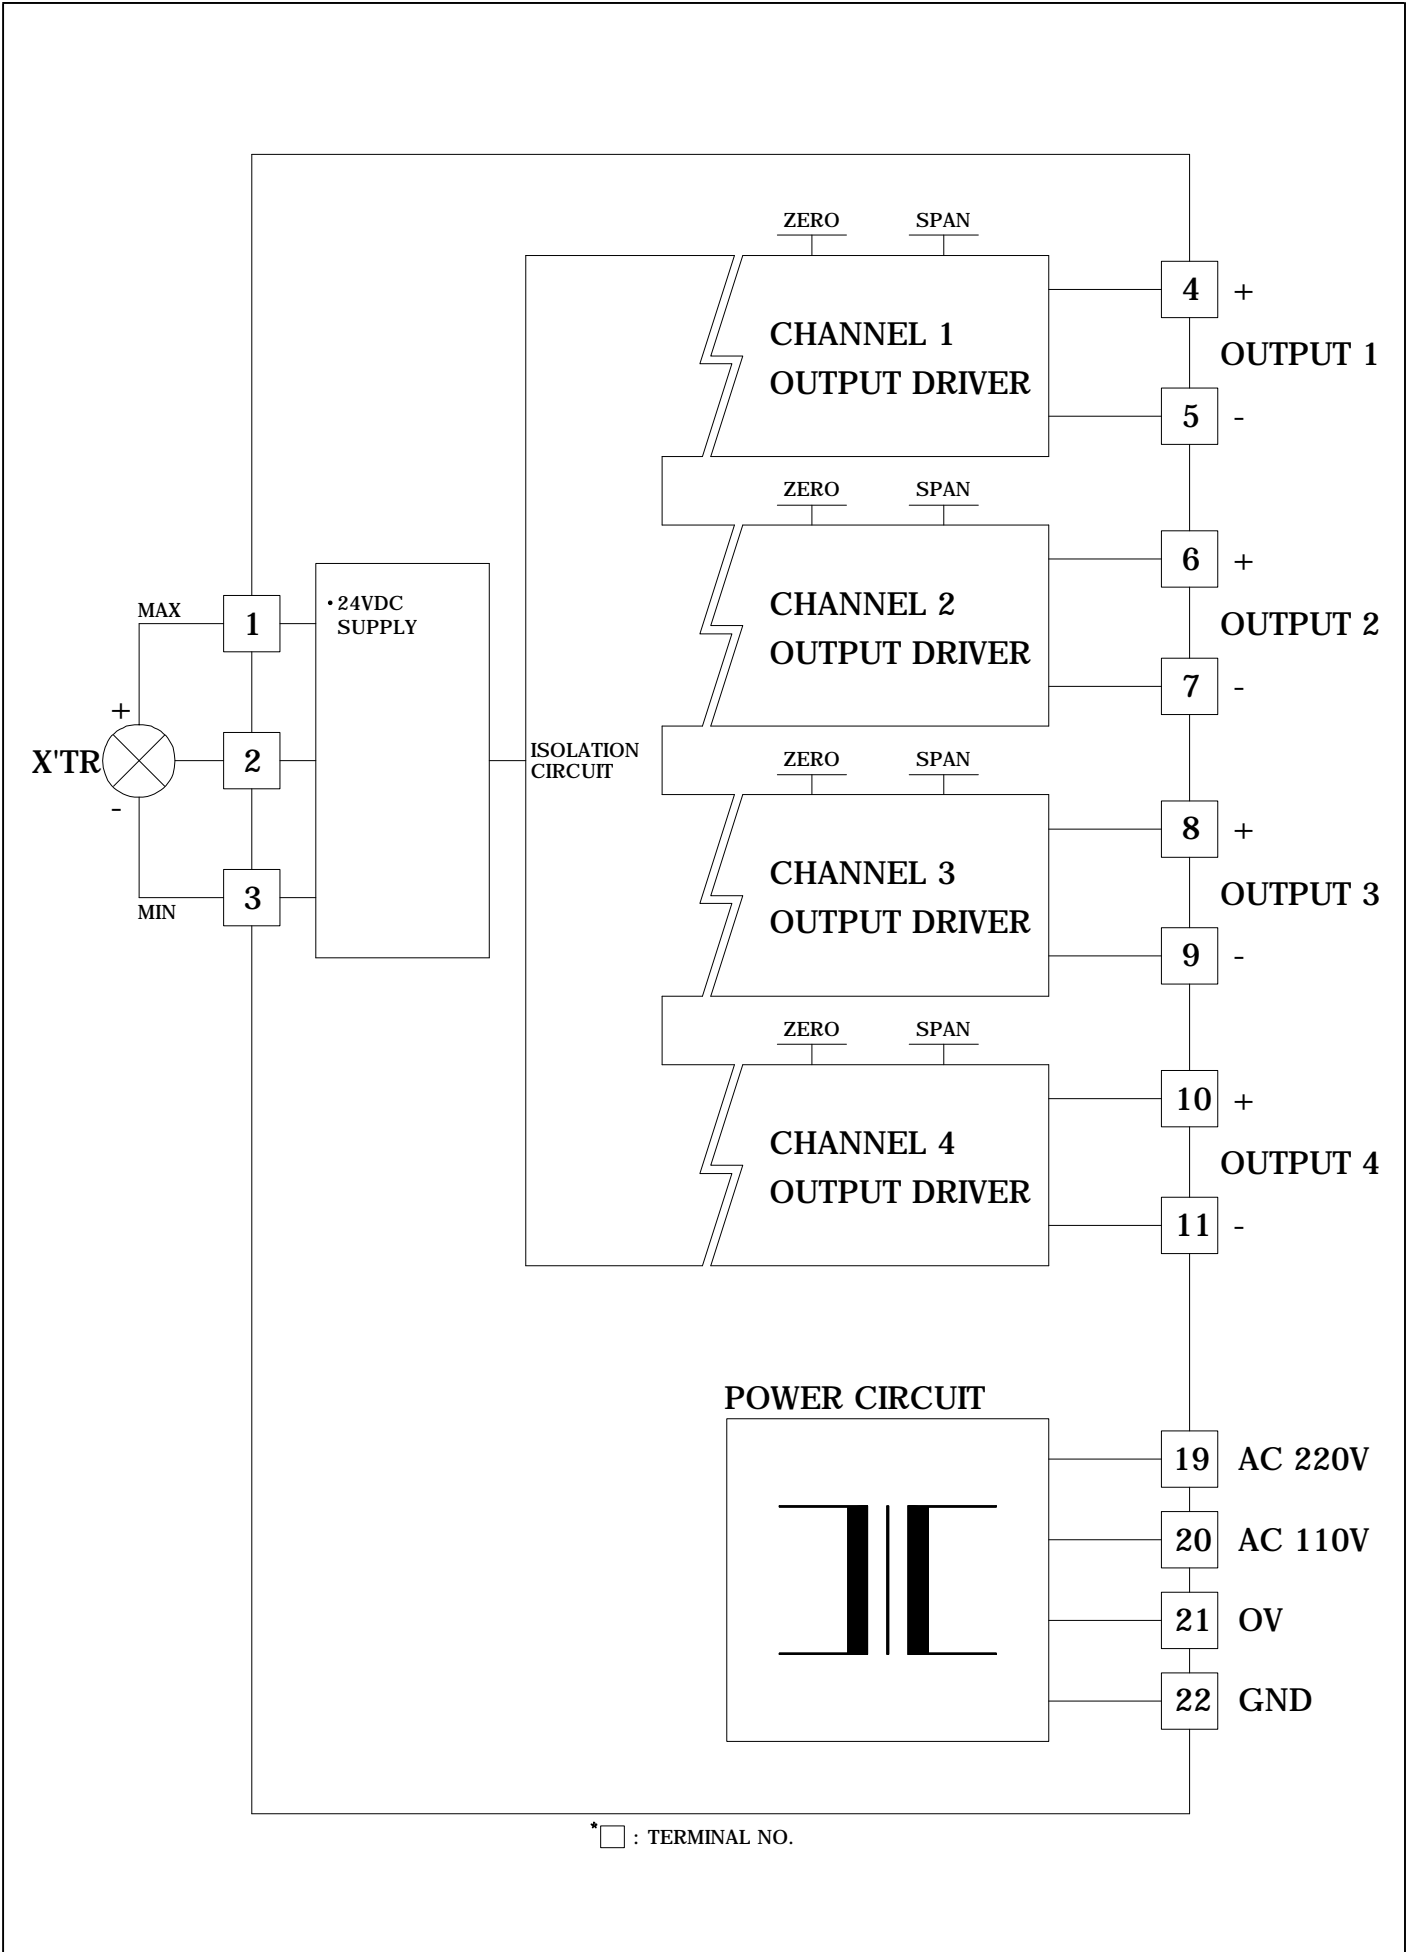 ZERO SPAN
CHANNEL 1
OUTPUT DRIVER
4 +
OUTPUT 1
5 -
ZERO SPAN
CHANNEL 2
OUTPUT DRIVER
6 +
OUTPUT 2
7 -
MAX
1
•24VDC
SUPPLY
+
X'TR
2
-
3
MIN
ISOLATION
CIRCUIT
ZERO SPAN
CHANNEL 3
OUTPUT DRIVER
8 +
OUTPUT 3
9 -
ZERO SPAN
CHANNEL 4
OUTPUT DRIVER
10 +
OUTPUT 4
11 -
POWER CIRCUIT
19 AC 220V
20 AC 110V
21 OV
22 GND
*□ : TERMINAL NO.